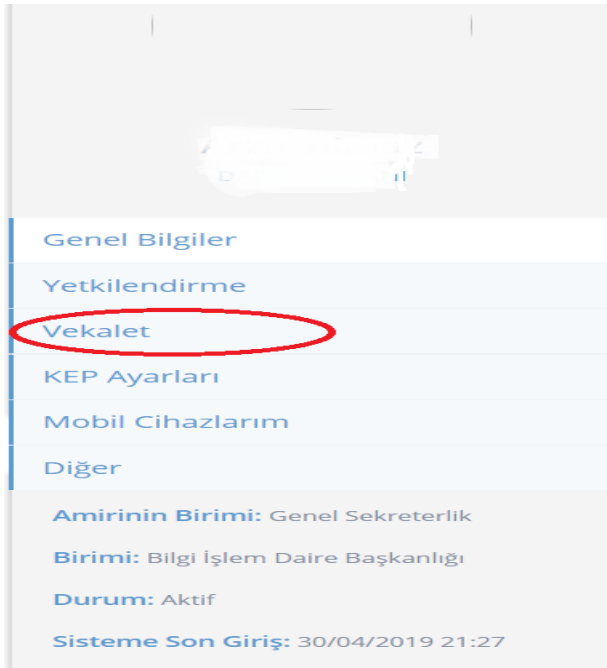 Genel Bilgiler
Yetkilendirme
Vekalet
KEP Ayarları
Mobil Cihazlarım
Diğer
Amirinin Birimi: Genel Sekreterlik
Birimi: Bilgi İşlem Daire Başkanlığı
Durum: Aktif
Sisteme Son Giriş: 30/04/2019 21:27